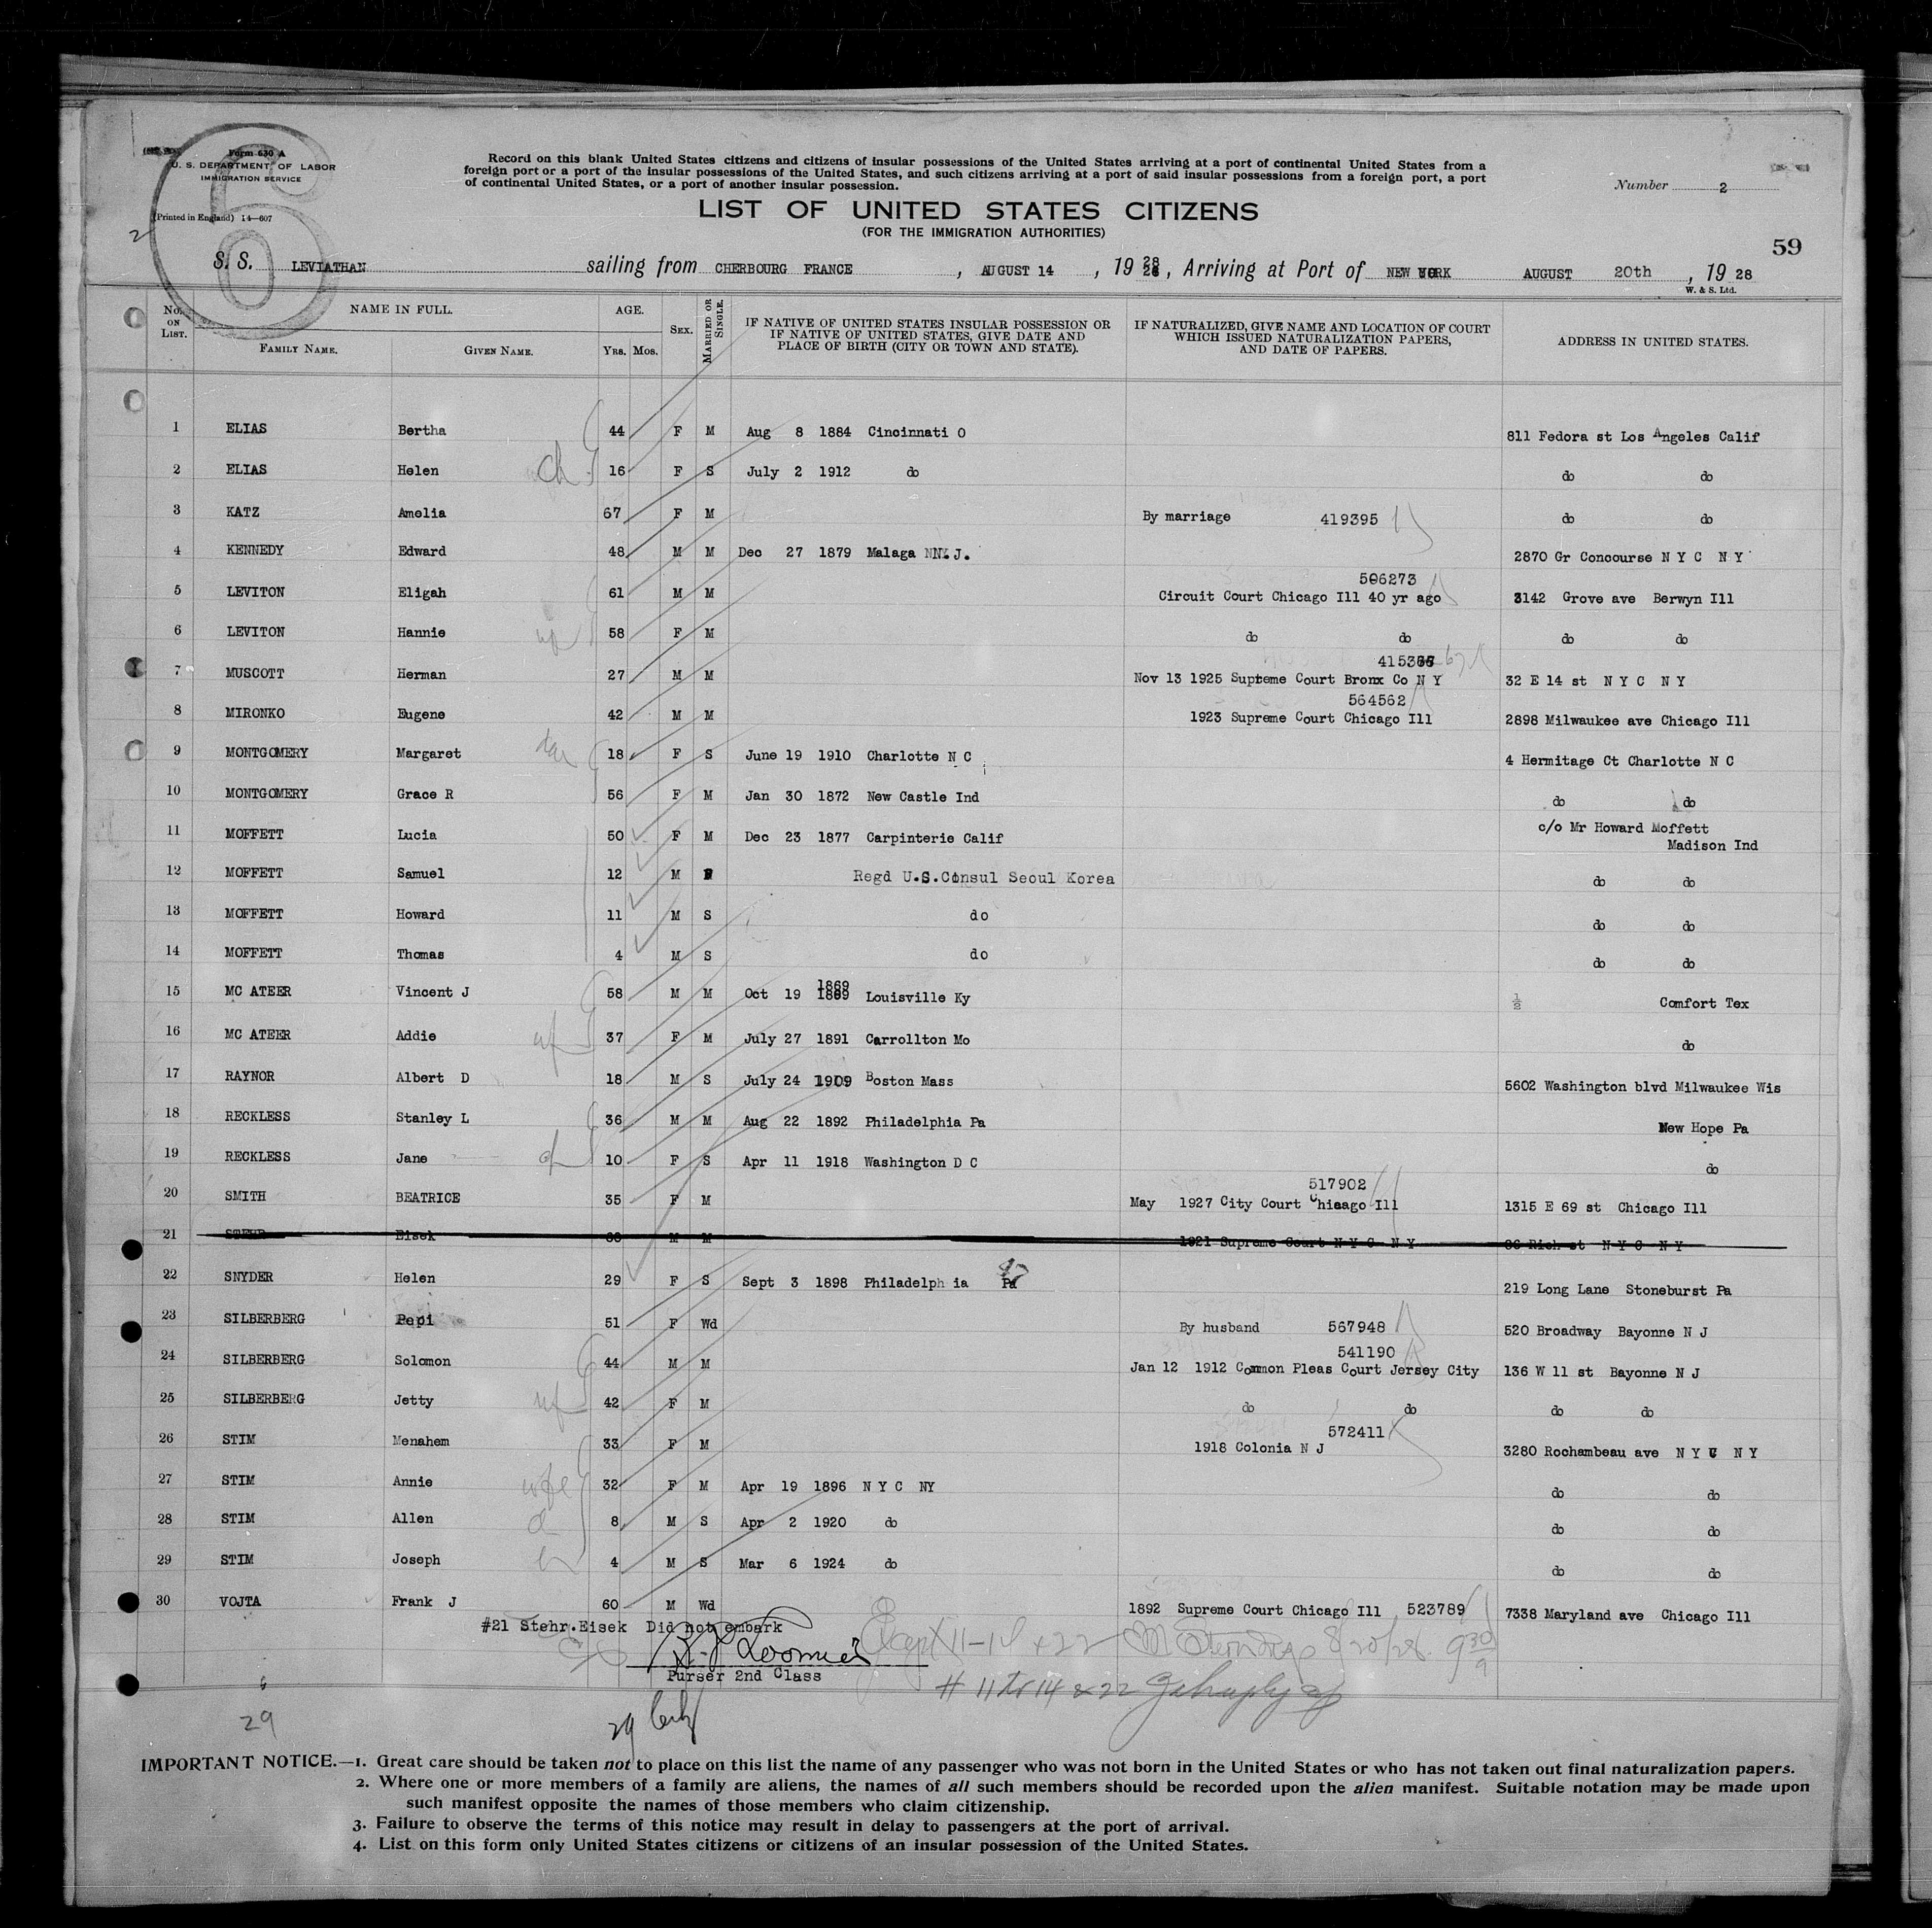 Form 630 A
U. S. DEPARTMENT OF LABOR
IMMIGRATION SERVICE
(Printed in England) 14—607
2
Record on this blank United States citizens and citizens of insular possessions of the United States arriving at a port of continental United States from a
foreign port or a port of the insular possessions of the United States, and such citizens arriving at a port of said insular possessions from a foreign port, a port
of continental United States, or a port of another insular possession.
Number 2
LIST OF UNITED STATES CITIZENS
(FOR THE IMMIGRATION AUTHORITIES)
59
S. S. LEVIATHAN sailing from CHERBOURG FRANCE , AUGUST 14 , 19 28 , Arriving at Port of NEW YORK AUGUST 20th , 19 28
W. & S. Ltd.
No. ON LIST. NAME IN FULL. FAMILY NAME. GIVEN NAME. AGE. Yrs. Mos. SEX. MARRIED OR SINGLE. IF NATIVE OF UNITED STATES INSULAR POSSESSION OR IF NATIVE OF UNITED STATES, GIVE DATE AND PLACE OF BIRTH (CITY OR TOWN AND STATE). IF NATURALIZED, GIVE NAME AND LOCATION OF COURT WHICH ISSUED NATURALIZATION PAPERS, AND DATE OF PAPERS. ADDRESS IN UNITED STATES.
1 ELIAS Bertha 44 F M Aug 8 1884 Cincinnati O 811 Fedora st Los Angeles Calif
2 ELIAS Helen ch 16 F S July 2 1912 do do do
3 KATZ Amelia 67 F M By marriage 419395 do do
4 KENNEDY Edward 48 M M Dec 27 1879 Malaga N.J. 2870 Gr Concourse N Y C N Y
506273
5 LEVITON Eligah 61 M M Circuit Court Chicago Ill 40 yr ago 3142 Grove ave Berwyn Ill
6 LEVITON Hannie wf 58 F M do do do do
7 MUSCOTT Herman 27 M M Nov 13 1925 Supreme Court Bronx Co N Y 32 E 14 st N Y C N Y
564562
8 MIRONKO Eugene 42 M M 1923 Supreme Court Chicago Ill 2898 Milwaukee ave Chicago Ill
9 MONTGOMERY Margaret dau 18 F S June 19 1910 Charlotte N C 4 Hermitage Ct Charlotte N C
10 MONTGOMERY Grace R 56 F M Jan 30 1872 New Castle Ind do do
11 MOFFETT Lucia 50 F M Dec 23 1877 Carpinterie Calif c/o Mr Howard Moffett
Madison Ind
12 MOFFETT Samuel 12 M Regd U.S.Consul Seoul Korea do do
13 MOFFETT Howard 11 M S do do do
14 MOFFETT Thomas 4 M S do do do
1869
15 MC ATEER Vincent J 58 M M Oct 19 1869 Louisville Ky ½ Comfort Tex
16 MC ATEER Addie wf 37 F M July 27 1891 Carrollton Mo do
17 RAYNOR Albert D 18 M S July 24 1909 Boston Mass 5602 Washington blvd Milwaukee Wis
18 RECKLESS Stanley L 36 M M Aug 22 1892 Philadelphia Pa New Hope Pa
19 RECKLESS Jane ch 10 F S Apr 11 1918 Washington D C do
517902
20 SMITH BEATRICE 35 F M May 1927 City Court Chicago Ill 1315 E 69 st Chicago Ill
21 STEHR Eisek M M 1921 Supreme Court N Y C N Y Rich st N Y C N Y
22 SNYDER Helen 29 F S Sept 3 1898 Philadelph ia Pa 219 Long Lane Stoneburst Pa
23 SILBERBERG Pepi 51 F Wd By husband 567948 520 Broadway Bayonne N J
541190
24 SILBERBERG Solomon 44 M M Jan 12 1912 Common Pleas Court Jersey City 136 W 11 st Bayonne N J
25 SILBERBERG Jetty wf 42 F M do do do do
572411
26 STIM Menahem 33 F M 1918 Colonia N J 3280 Rochambeau ave N Y C N Y
27 STIM Annie wife 32 F M Apr 19 1896 N Y C NY do do
28 STIM Allen 8 M S Apr 2 1920 do do do
29 STIM Joseph 4 M S Mar 6 1924 do do do
30 VOJTA Frank J 60 M Wd 1892 Supreme Court Chicago Ill 523789 7338 Maryland ave Chicago Ill
#21 Stehr.Eisek Did not embark
Except 11-14 +22 8/20/28
Purser 2nd Class
# 11 to 14 & 22
29
29
IMPORTANT NOTICE.—1. Great care should be taken not to place on this list the name of any passenger who was not born in the United States or who has not taken out final naturalization papers.
2. Where one or more members of a family are aliens, the names of all such members should be recorded upon the alien manifest. Suitable notation may be made upon
such manifest opposite the names of those members who claim citizenship.
3. Failure to observe the terms of this notice may result in delay to passengers at the port of arrival.
4. List on this form only United States citizens or citizens of an insular possession of the United States.